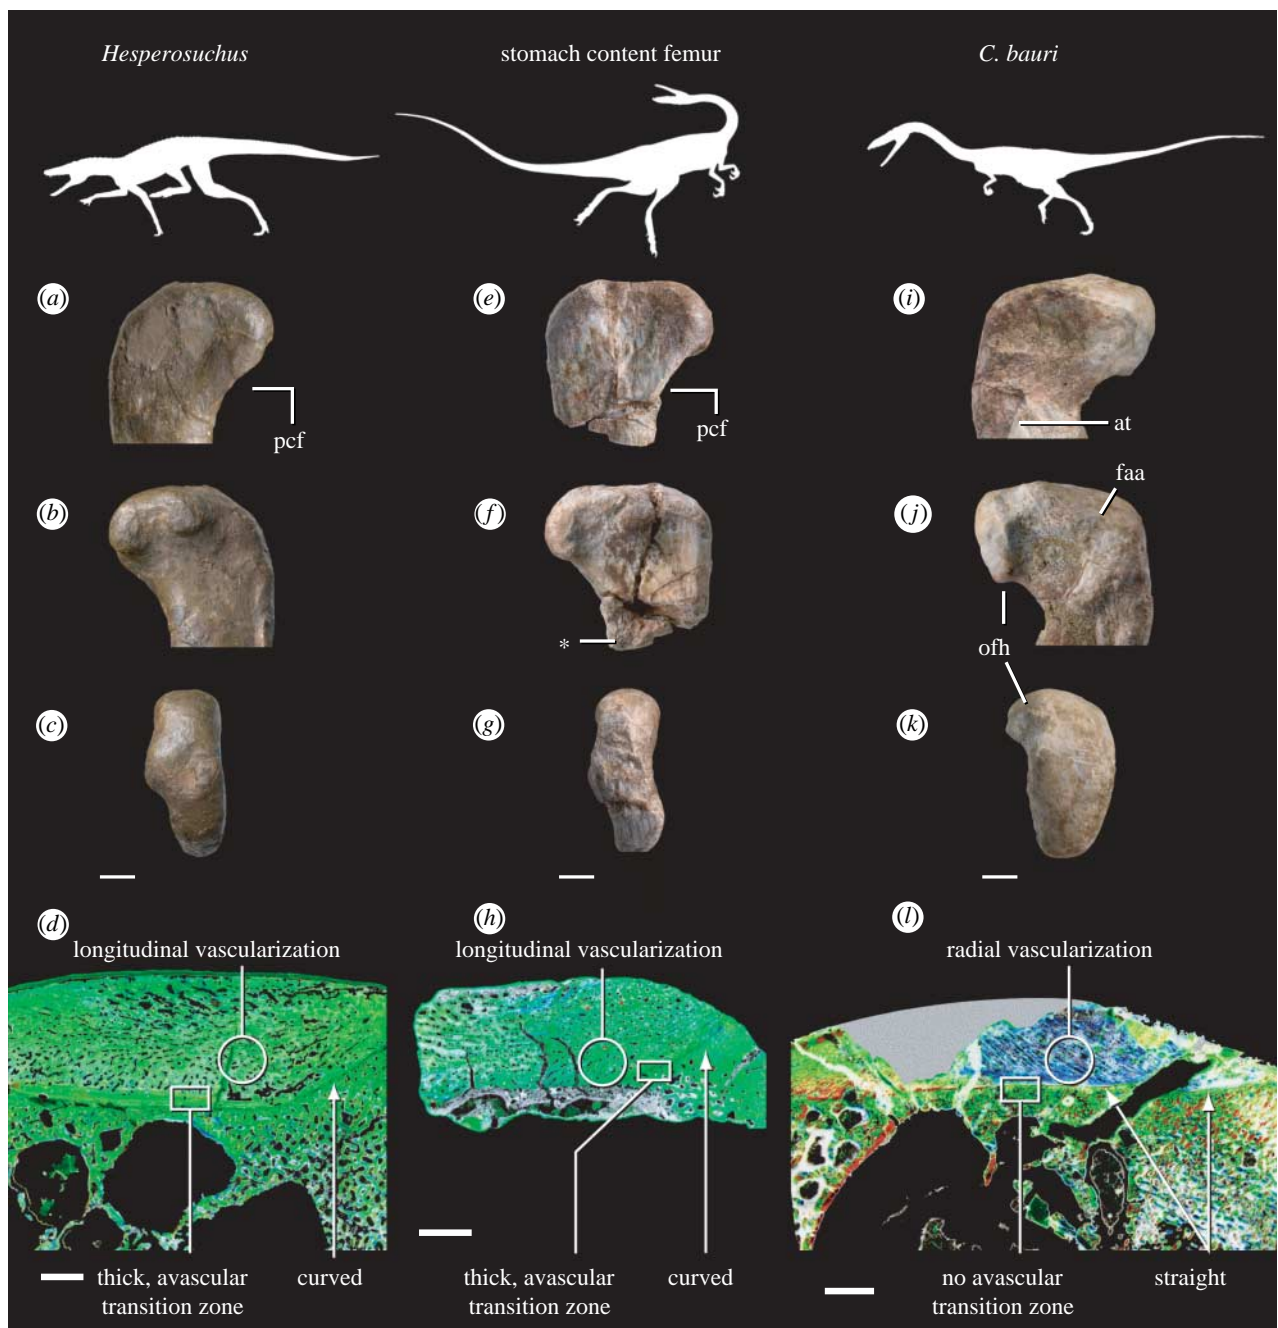 Hesperosuchus
stomach content femur
C. bauri
(a)
pcf
(e)
pcf
(i)
at
(b)
(f)
*
(j)
faa
ofh
(c)
(g)
(k)
(d)
longitudinal vascularization
(h)
longitudinal vascularization
(l)
radial vascularization
thick, avascular
transition zone
curved
thick, avascular
transition zone
curved
no avascular
transition zone
straight